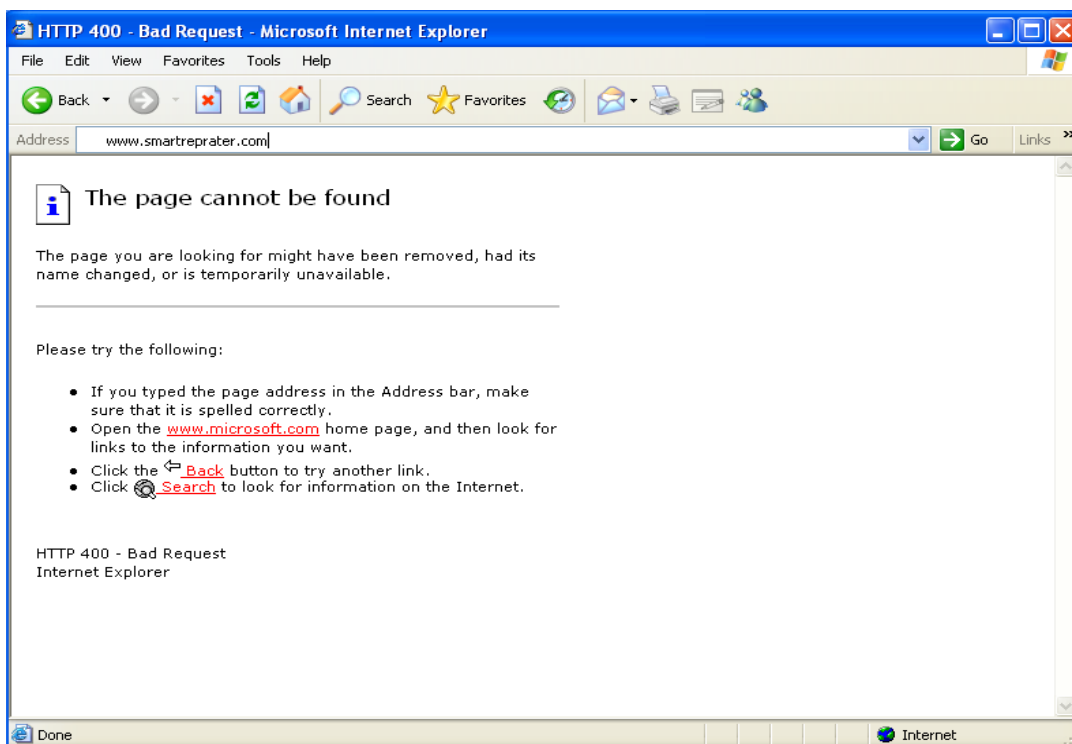 HTTP 400 - Bad Request - Microsoft Internet Explorer
File Edit View Favorites Tools Help
Back Search Favorites
Address www.smartreprater.com Go Links »
The page cannot be found
The page you are looking for might have been removed, had its
name changed, or is temporarily unavailable.
Please try the following:
If you typed the page address in the Address bar, make
sure that it is spelled correctly.
Open the www.microsoft.com home page, and then look for
links to the information you want.
Click the Back button to try another link.
Click Search to look for information on the Internet.
HTTP 400 - Bad Request
Internet Explorer
Done Internet